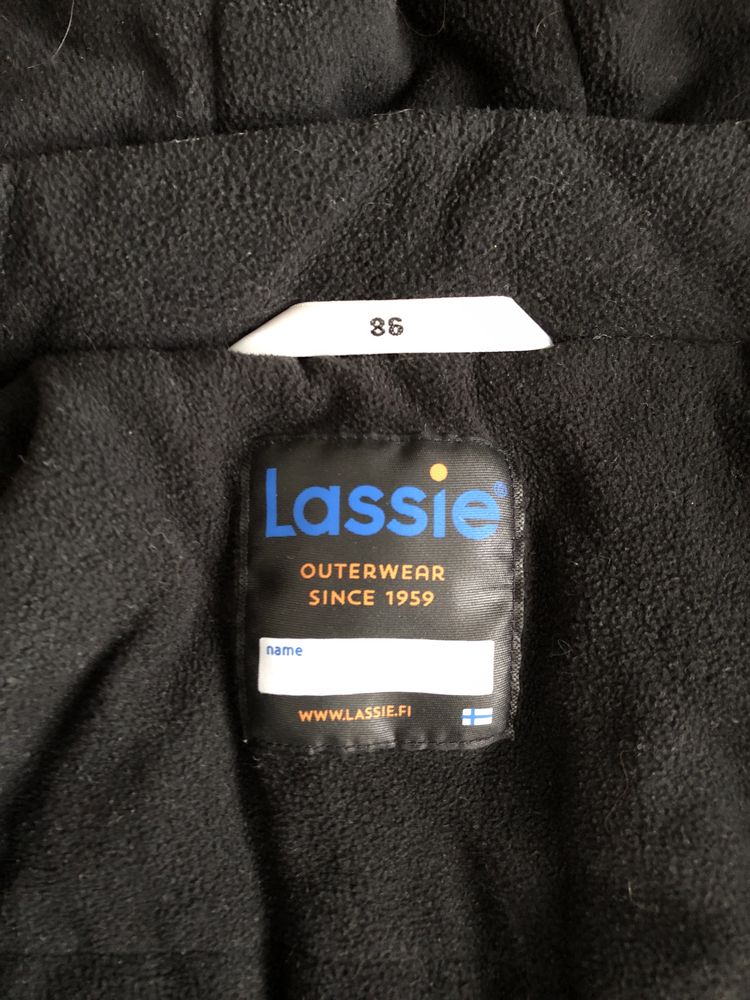 86
Lassie®
OUTERWEAR
SINCE 1959
name
WWW.LASSIE.FI